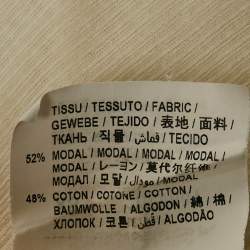 TISSU / TESSUTO / FABRIC /
GEWEBE / TEJIDO / 表地 / 面料 /
ТКАНЬ / 직물 / قماش / TECIDO
52% MODAL / MODAL / MODAL / MODAL /
MODAL / レーヨン / 莫代尔纤维 /
МОДАЛ / 모달 / مودال / MODAL
48% COTON / COTONE / COTTON /
BAUMWOLLE / ALGODON / 綿 / 棉 /
ХЛОПОК / 코튼 / قطن / ALGODÃO